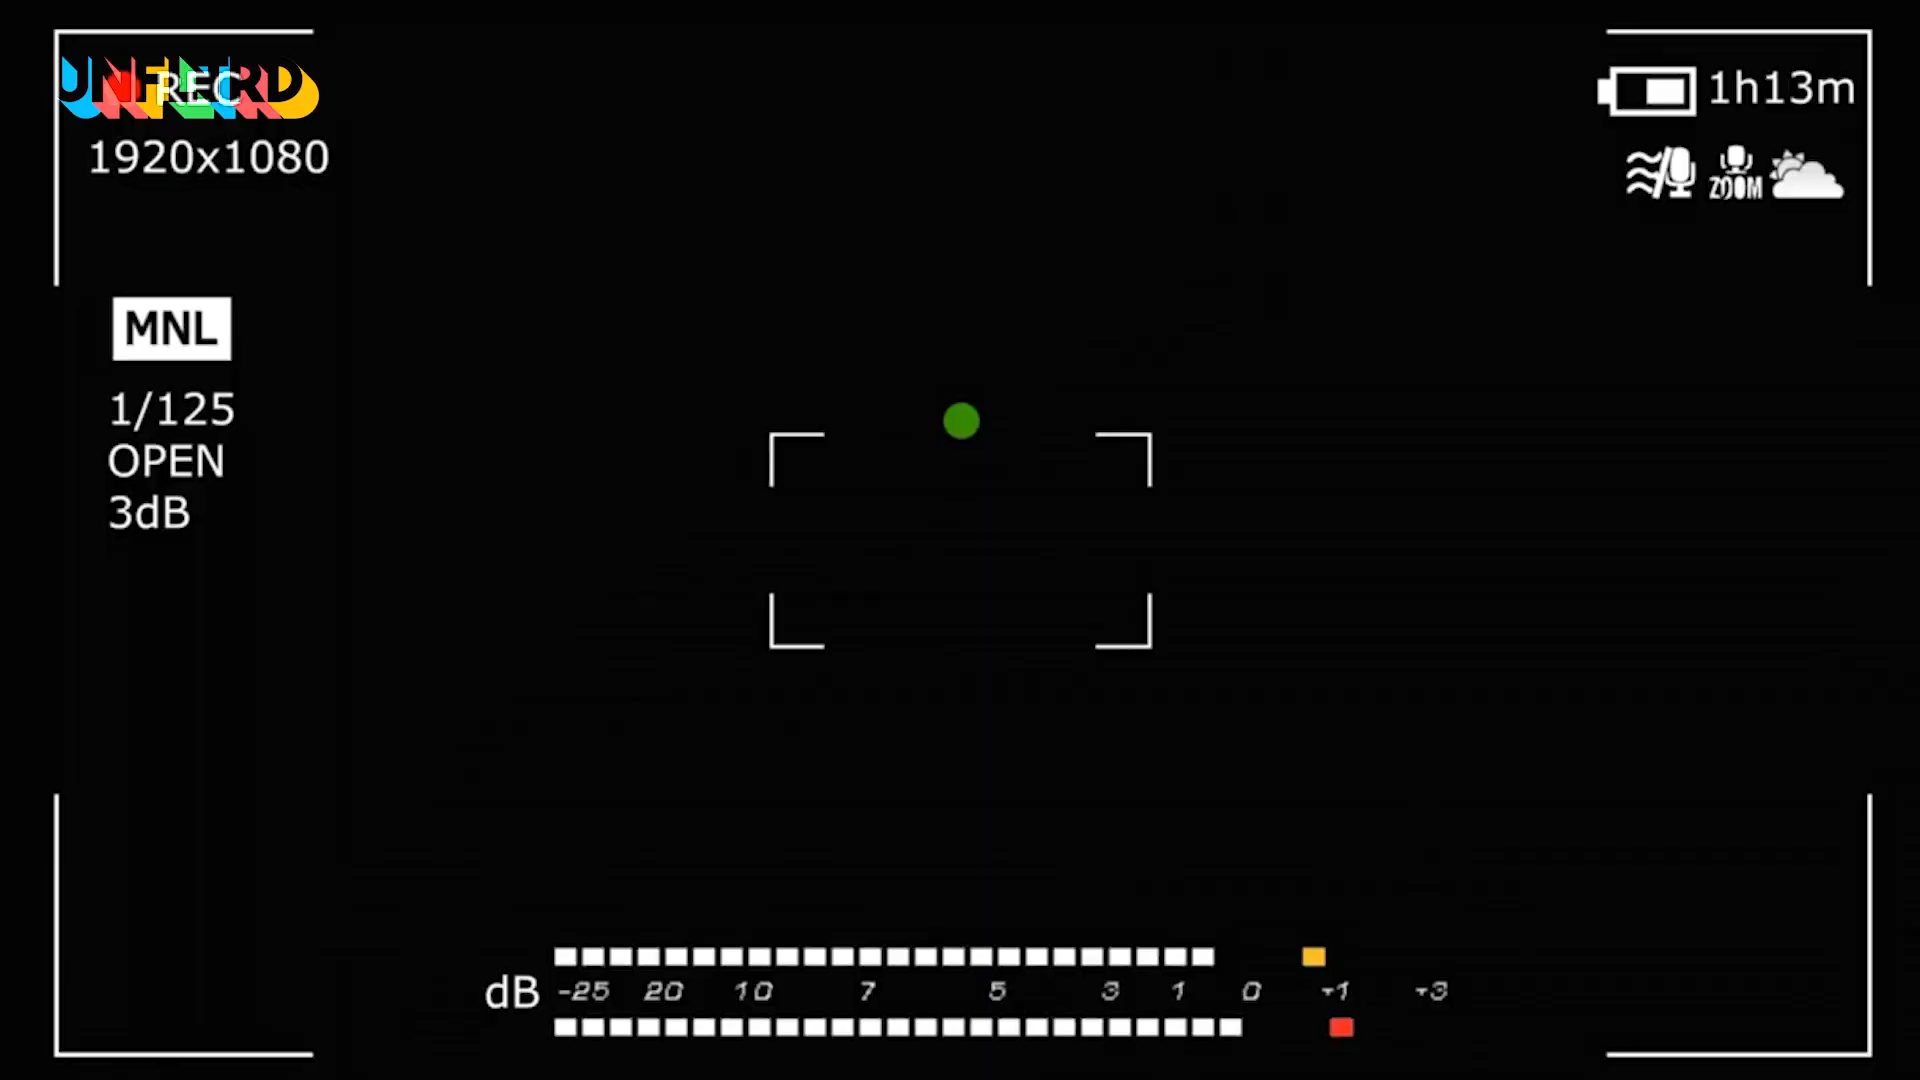 UNFLTRD
REC
1920x1080
1h13m
ZOOM
MNL
1/125
OPEN
3dB
dB -25 20 10 7 5 3 1 0 +1 +3